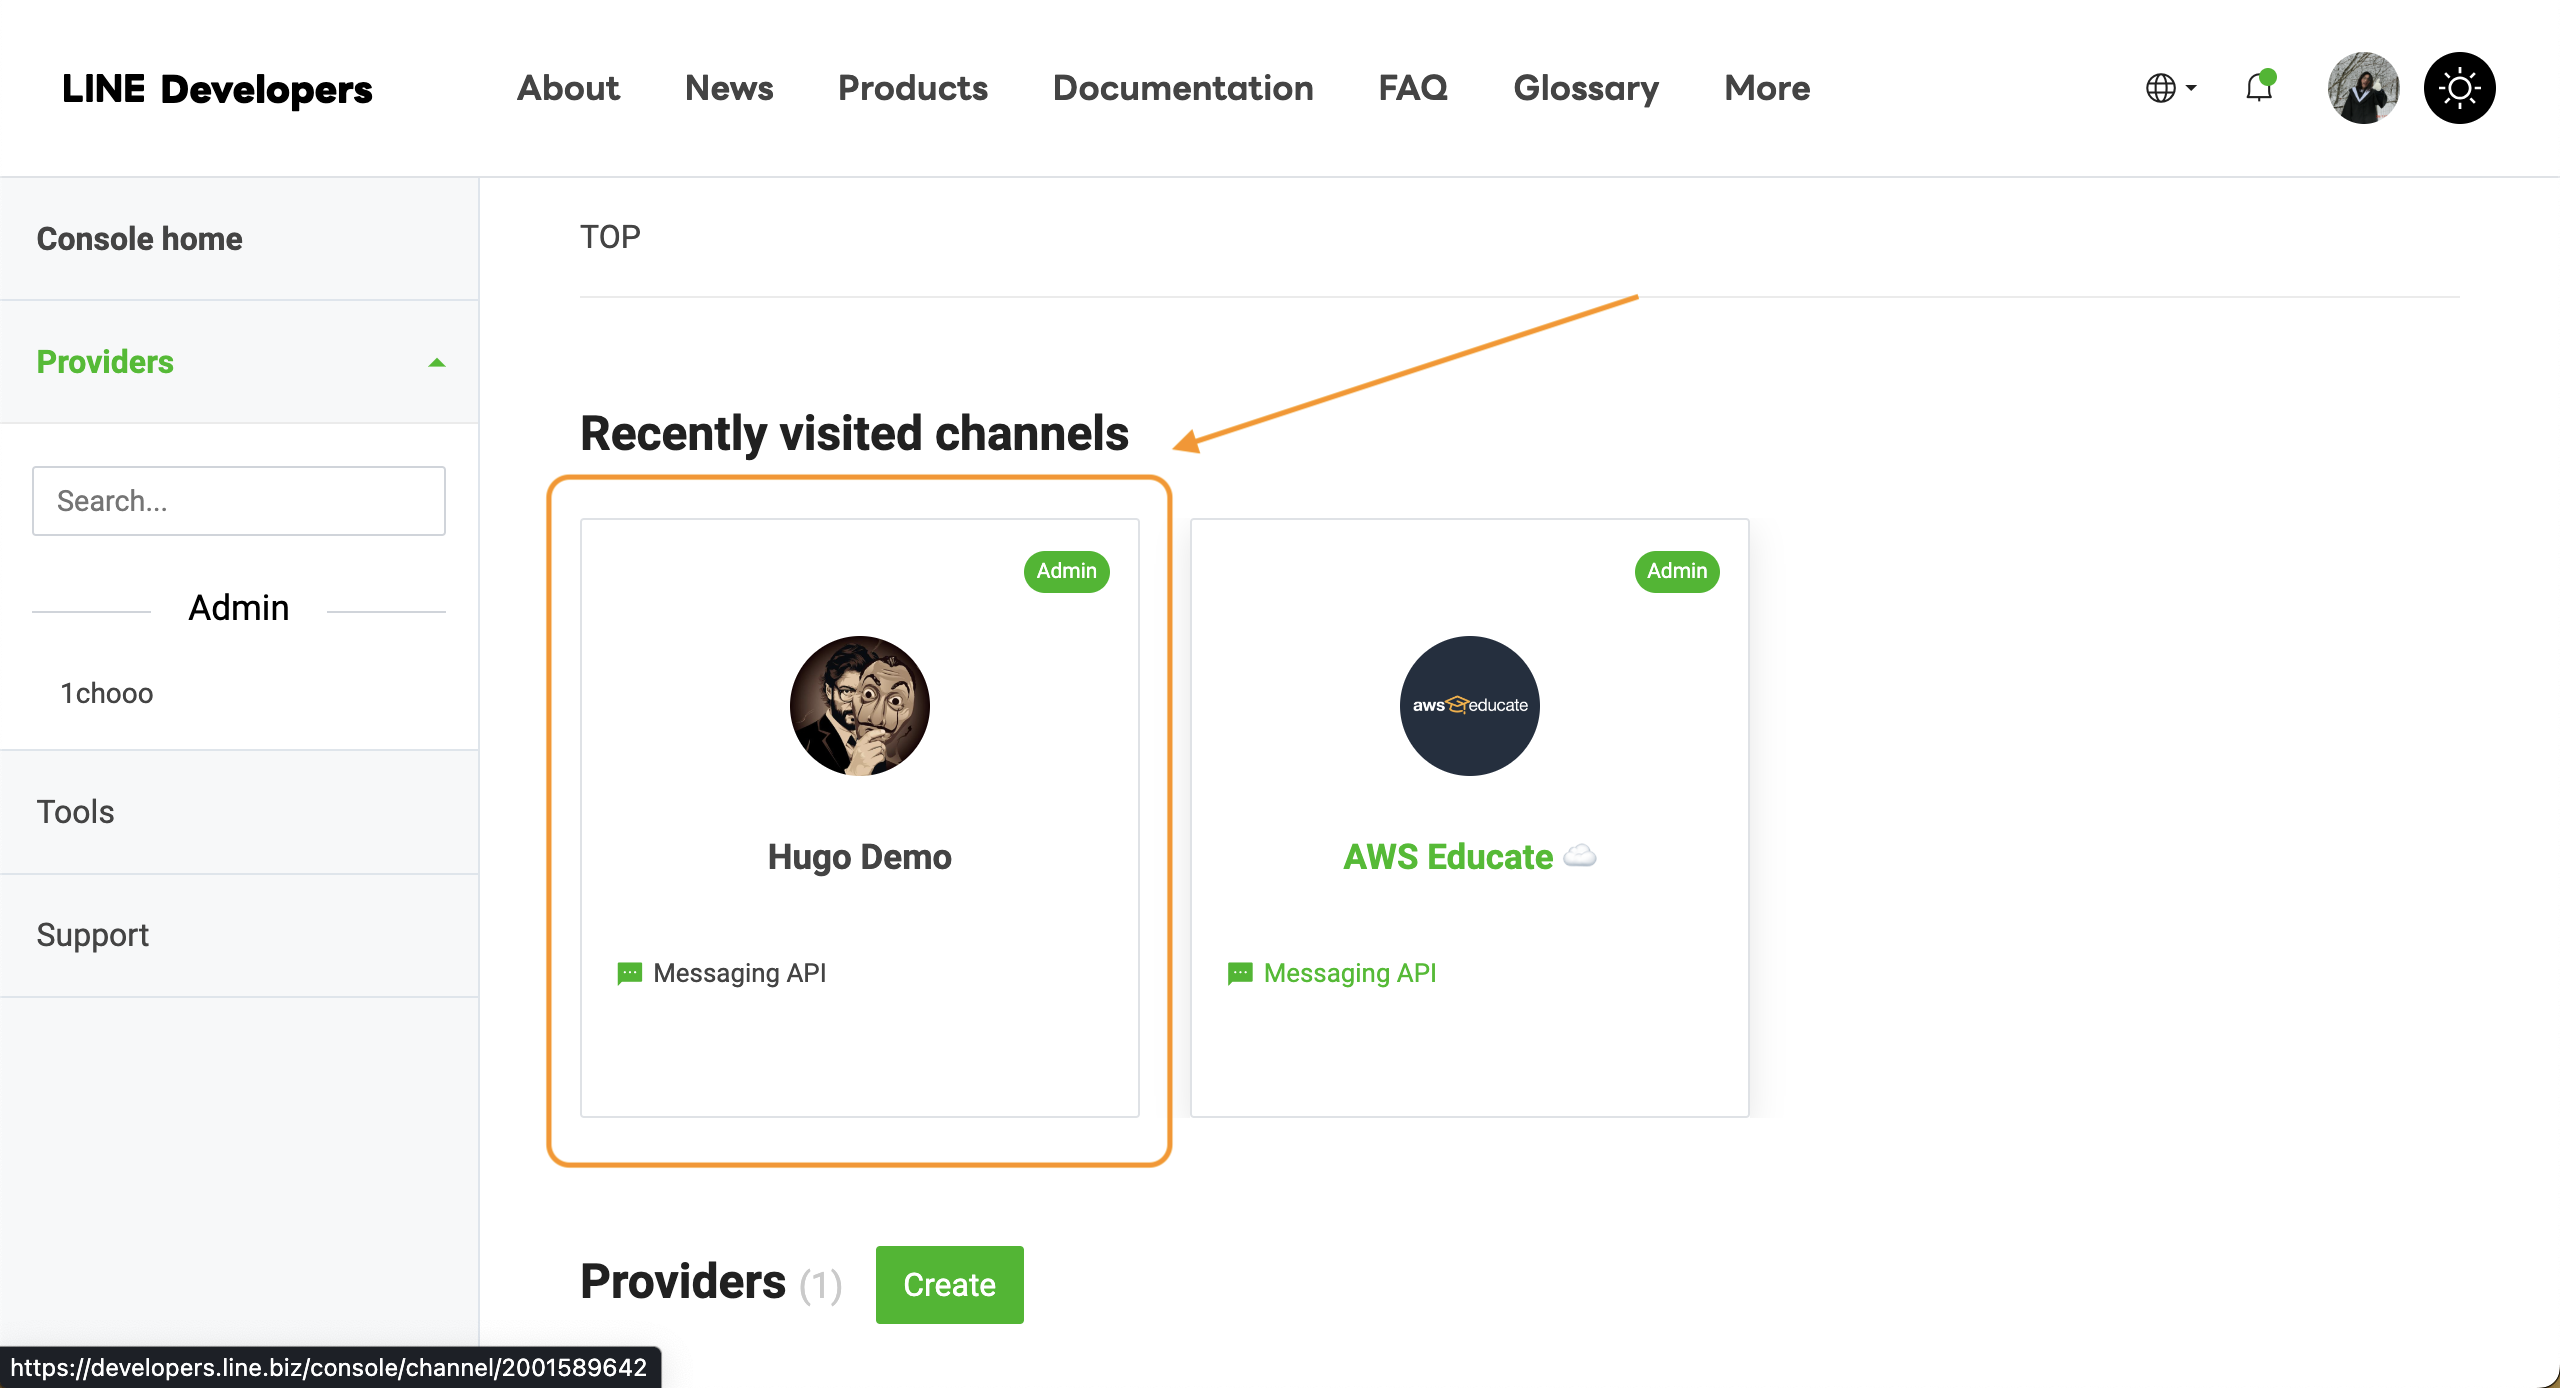 LINE Developers
About News Products Documentation FAQ Glossary More
Console home
Providers
Search...
Admin
1chooo
Tools
Support
TOP
Recently visited channels
Admin
Hugo Demo
Messaging API
Admin
aws educate
AWS Educate ☁️
Messaging API
Providers (1) Create
https://developers.line.biz/console/channel/2001589642